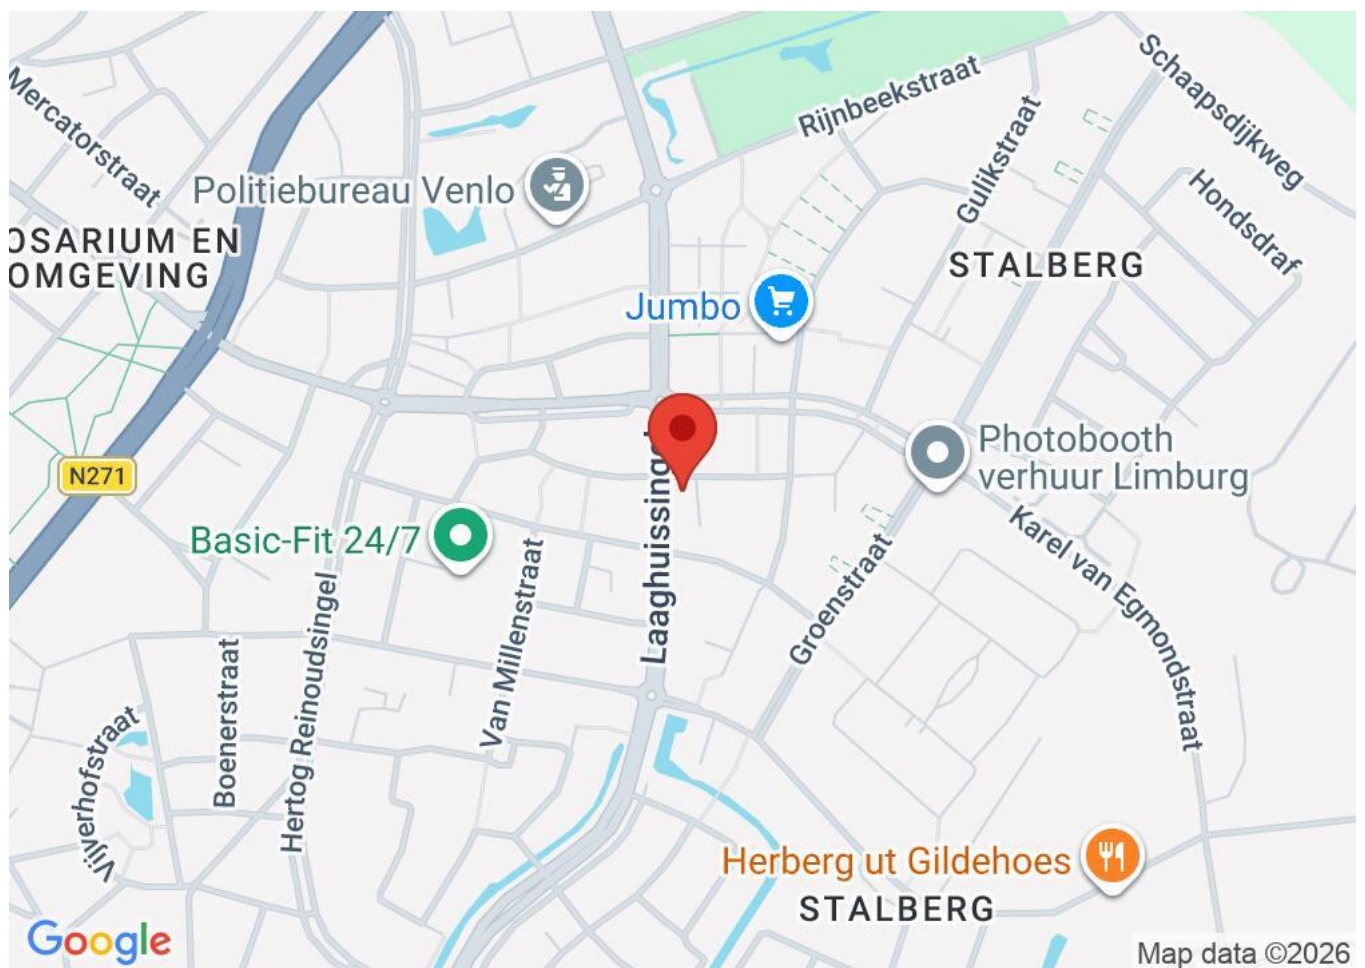 Schaapsdijkweg
Rijnbeekstraat
Mercatorstraat
Gulikstraat
Politiebureau Venlo
Hondsdraf
OSARIUM EN
OMGEVING
STALBERG
Jumbo
Photobooth
verhuur Limburg
N271
Laaghuissingel
Basic-Fit 24/7
Karel van Egmondstraat
Groenstraat
Van Millenstraat
Hertog Reinoudsingel
Boenerstraat
Vijverhofstraat
Herberg ut Gildehoes
STALBERG
Google
Map data ©2026